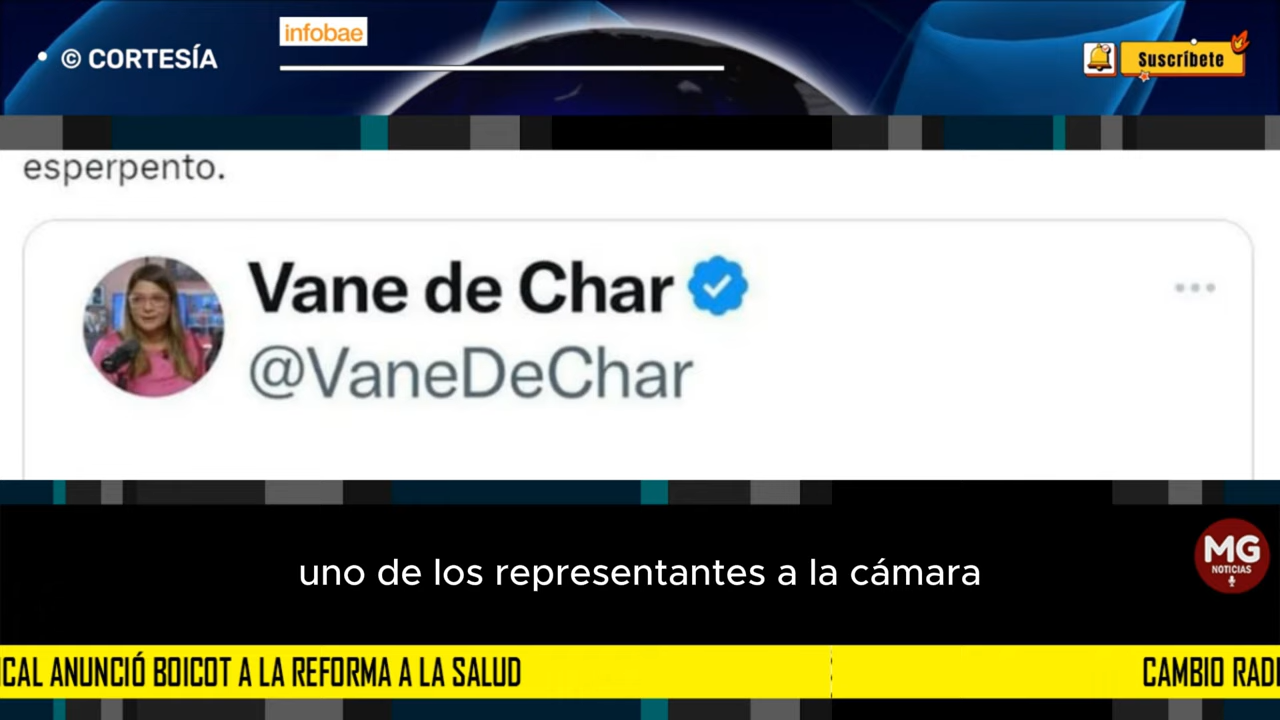 infobae
• © CORTESÍA
Suscríbete
esperpento.
Vane de Char
@VaneDeChar
uno de los representantes a la cámara
MG
NOTICIAS
ICAL ANUNCIÓ BOICOT A LA REFORMA A LA SALUD
CAMBIO RADI